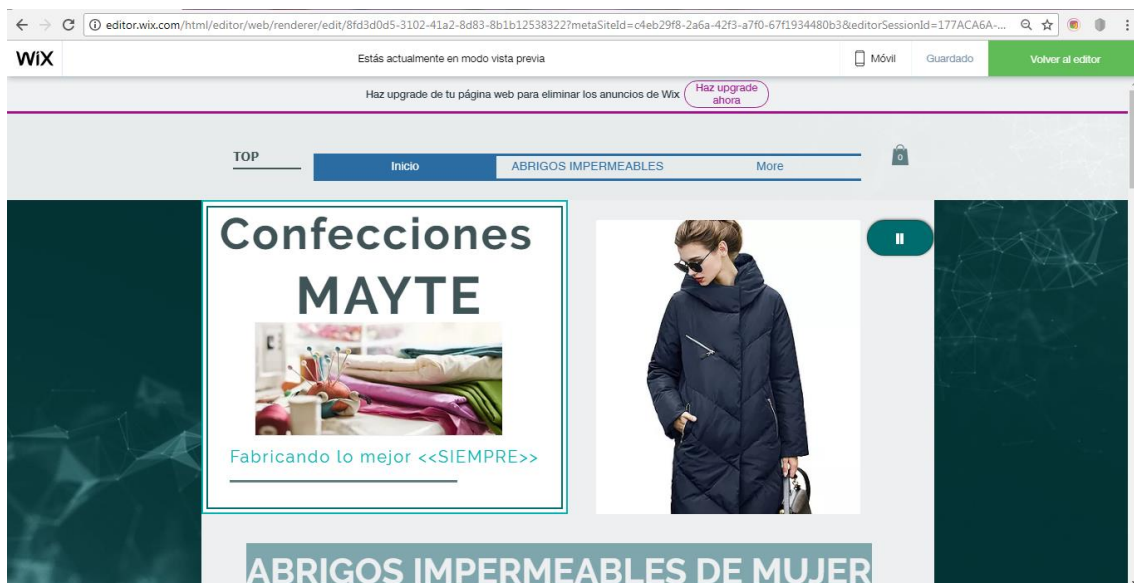 editor.wix.com/html/editor/web/renderer/edit/8fd3d0d5-3102-41a2-8d83-8b1b12538322?metaSiteId=c4eb29f8-2a6a-42f3-a7f0-67f1934480b3&editorSessionId=177ACA6A-...
WiX
Estás actualmente en modo vista previa
Móvil
Guardado
Volver al editor
Haz upgrade de tu página web para eliminar los anuncios de Wix
Haz upgrade
ahora
TOP
Inicio
ABRIGOS IMPERMEABLES
More
0
Confecciones
MAYTE
Fabricando lo mejor <<SIEMPRE>>
ABRIGOS IMPERMEABLES DE MUJER